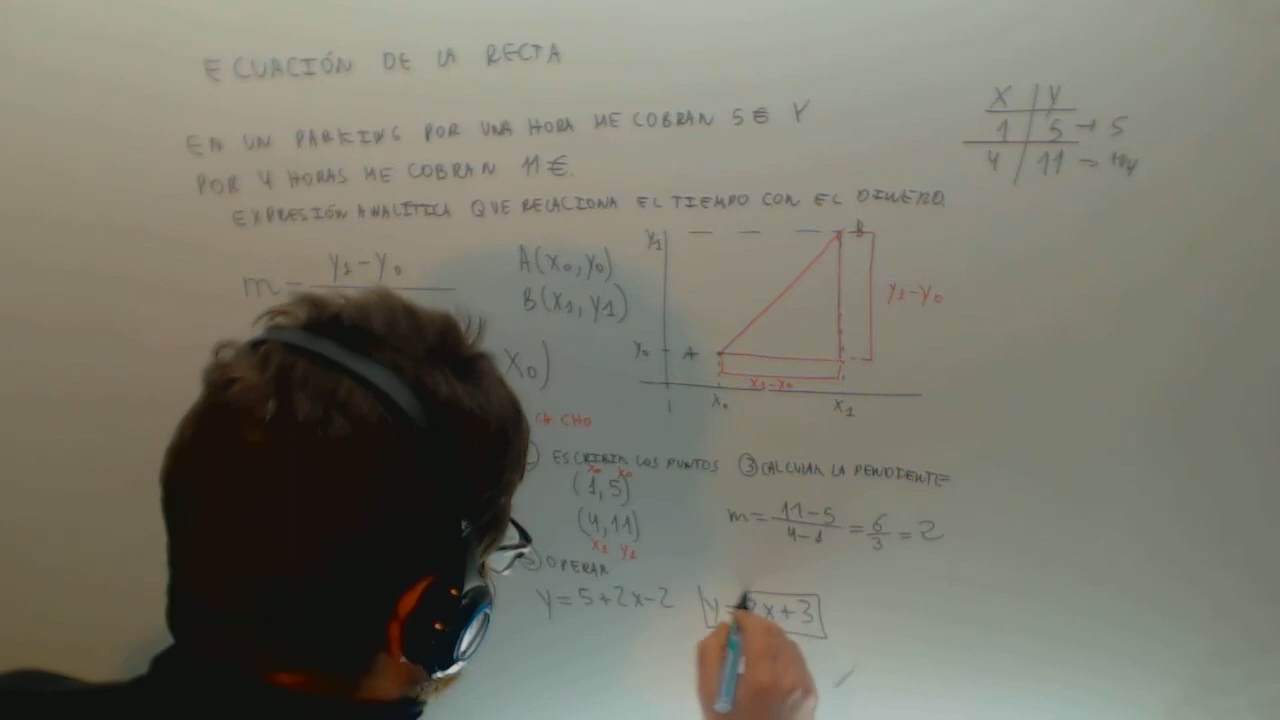 ECUACIÓN DE LA RECTA
EN UN PARKING POR UNA HORA ME COBRAN 5€ Y
POR 4 HORAS ME COBRAN 11€.
EXPRESIÓN ANALÍTICA QUE RELACIONA EL TIEMPO CON EL DINERO.
X | Y
1 | 5 → 5
4 | 11 →
m = y₁-y₀
A(x₀,y₀)
B(x₁,y₁)
x₀)
y₁
B
y₁-y₀
y₀
A
x₁-x₀
x₀
x₁
ESCRIBIR LOS PUNTOS
(1,5)
(4,11)
x₁ y₁
③ CALCULAR LA PENDIENTE
m = 11-5/4-1 = 6/3 = 2
OPERAR
y=5+2x-2
y=2x+3